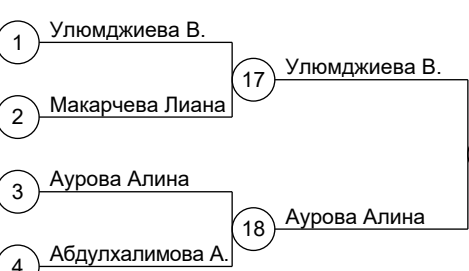 1 Улюмджиева В.
17 Улюмджиева В.
2 Макарчева Лиана
3 Аурова Алина
18 Аурова Алина
4 Абдулхалимова А.